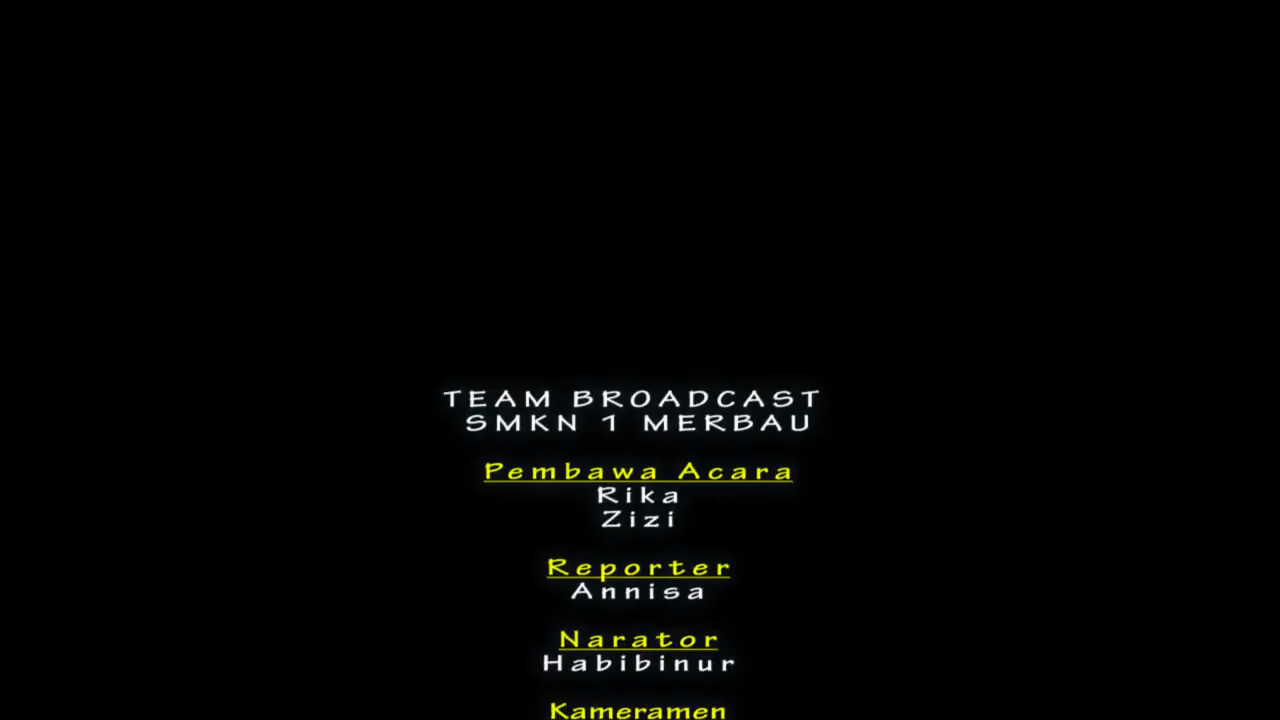 TEAM BROADCAST
SMKN 1 MERBAU
Pembawa Acara
Rika
Zizi
Reporter
Annisa
Narator
Habibinur
Kameramen